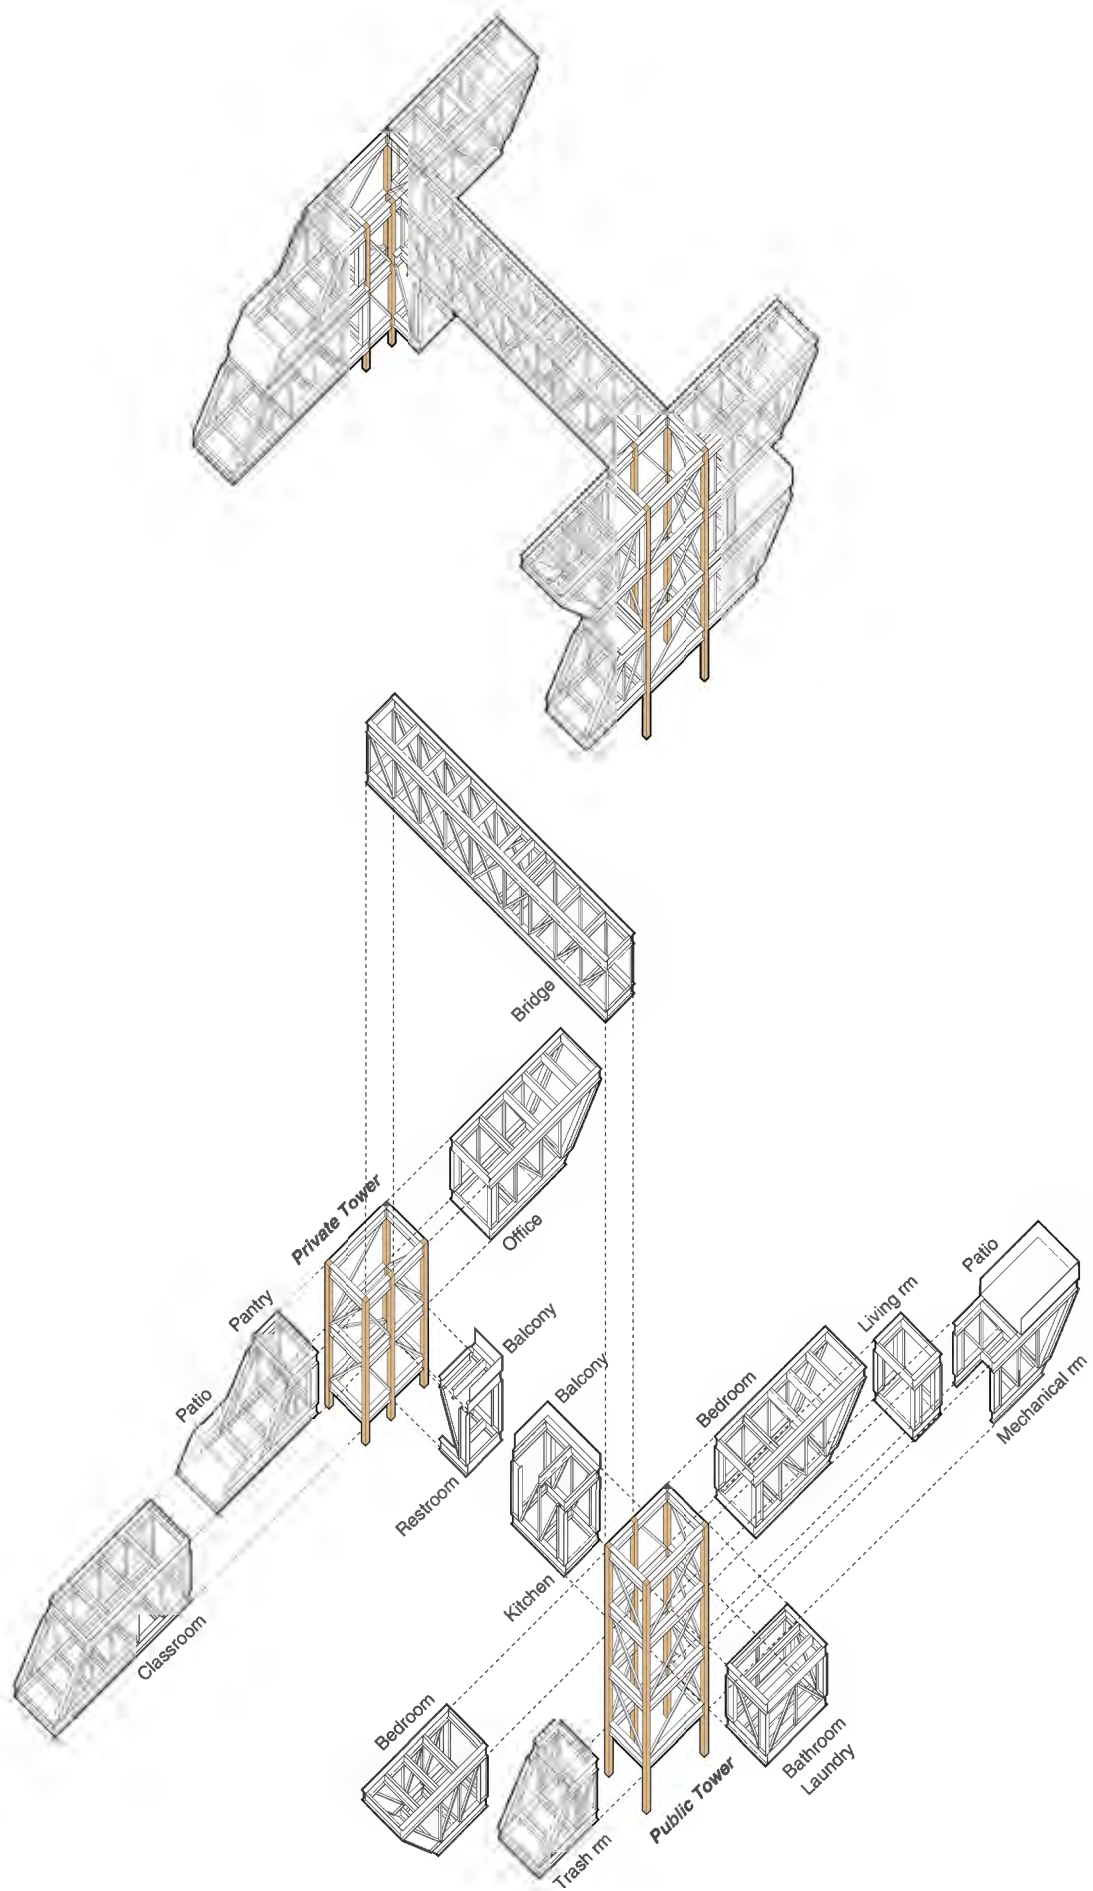 Bridge
Private Tower
Office
Pantry
Balcony
Patio
Living rm
Patio
Balcony
Bedroom
Mechanical rm
Restroom
Kitchen
Classroom
Bedroom
Bathroom
Laundry
Public Tower
Trash rm